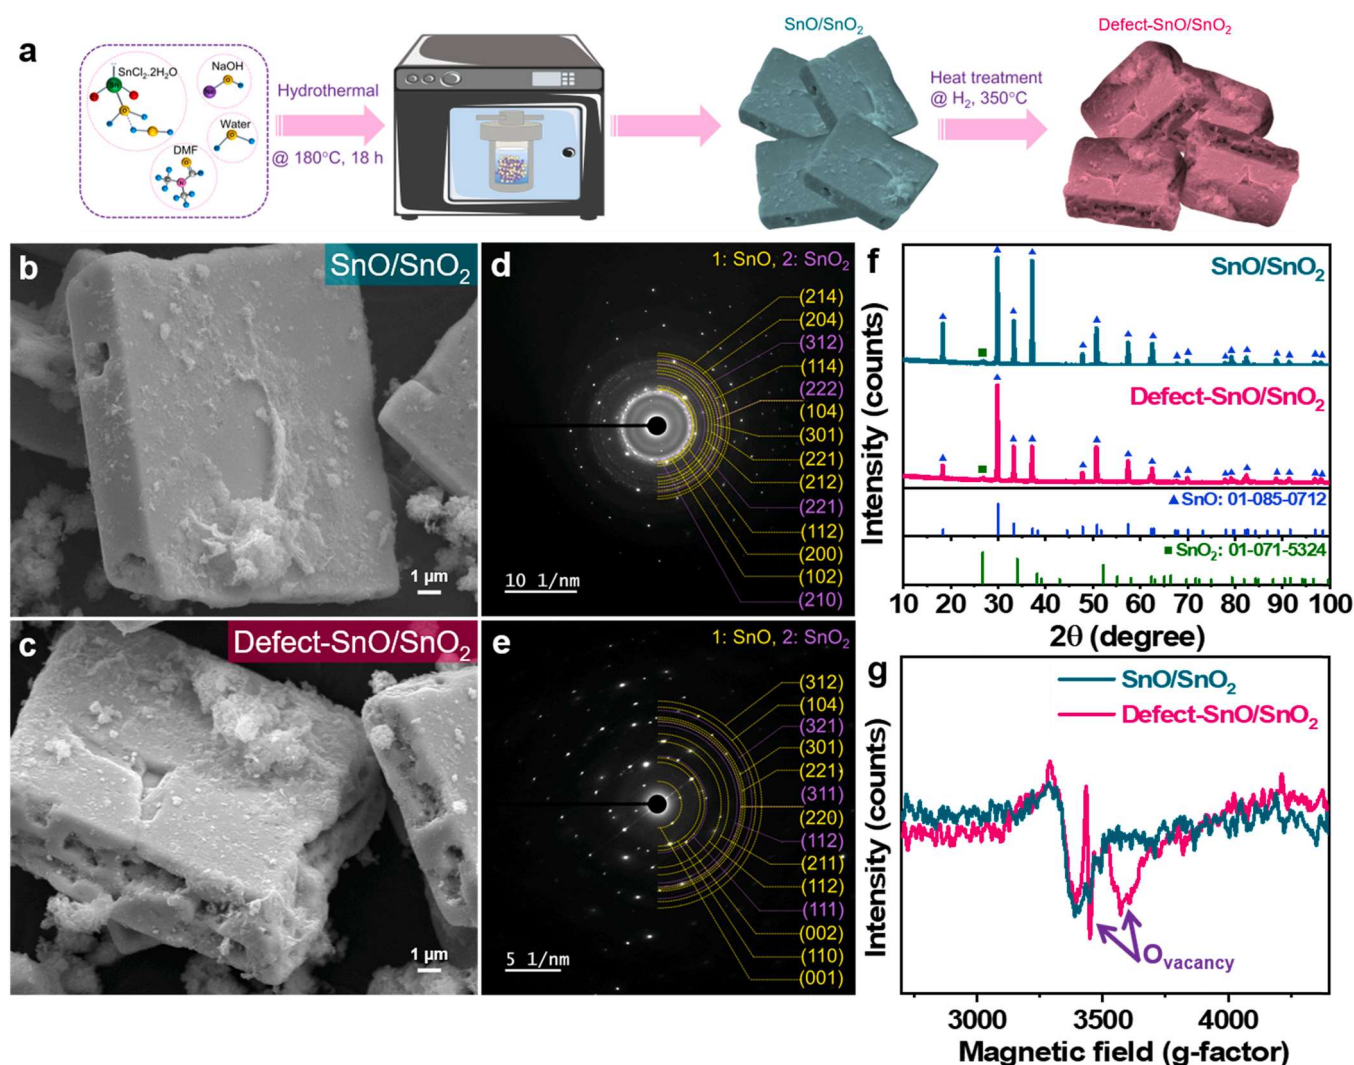 a
SnCl₂.2H₂O
NaOH
Water
DMF
Hydrothermal
@ 180°C, 18 h
SnO/SnO₂
Heat treatment
@ H₂, 350°C
Defect-SnO/SnO₂
b
SnO/SnO₂
1 µm
c
Defect-SnO/SnO₂
1 µm
d
1: SnO, 2: SnO₂
(214)
(204)
(312)
(114)
(222)
(104)
(301)
(221)
(212)
(221)
(112)
(200)
(102)
(210)
10 1/nm
e
1: SnO, 2: SnO₂
(312)
(104)
(321)
(301)
(221)
(311)
(220)
(112)
(211)
(112)
(111)
(002)
(110)
(001)
5 1/nm
f
Intensity (counts)
SnO/SnO₂
Defect-SnO/SnO₂
▲SnO: 01-085-0712
■ SnO₂: 01-071-5324
10 20 30 40 50 60 70 80 90 100
2θ (degree)
g
Intensity (counts)
SnO/SnO₂
Defect-SnO/SnO₂
Ovacancy
3000 3500 4000
Magnetic field (g-factor)